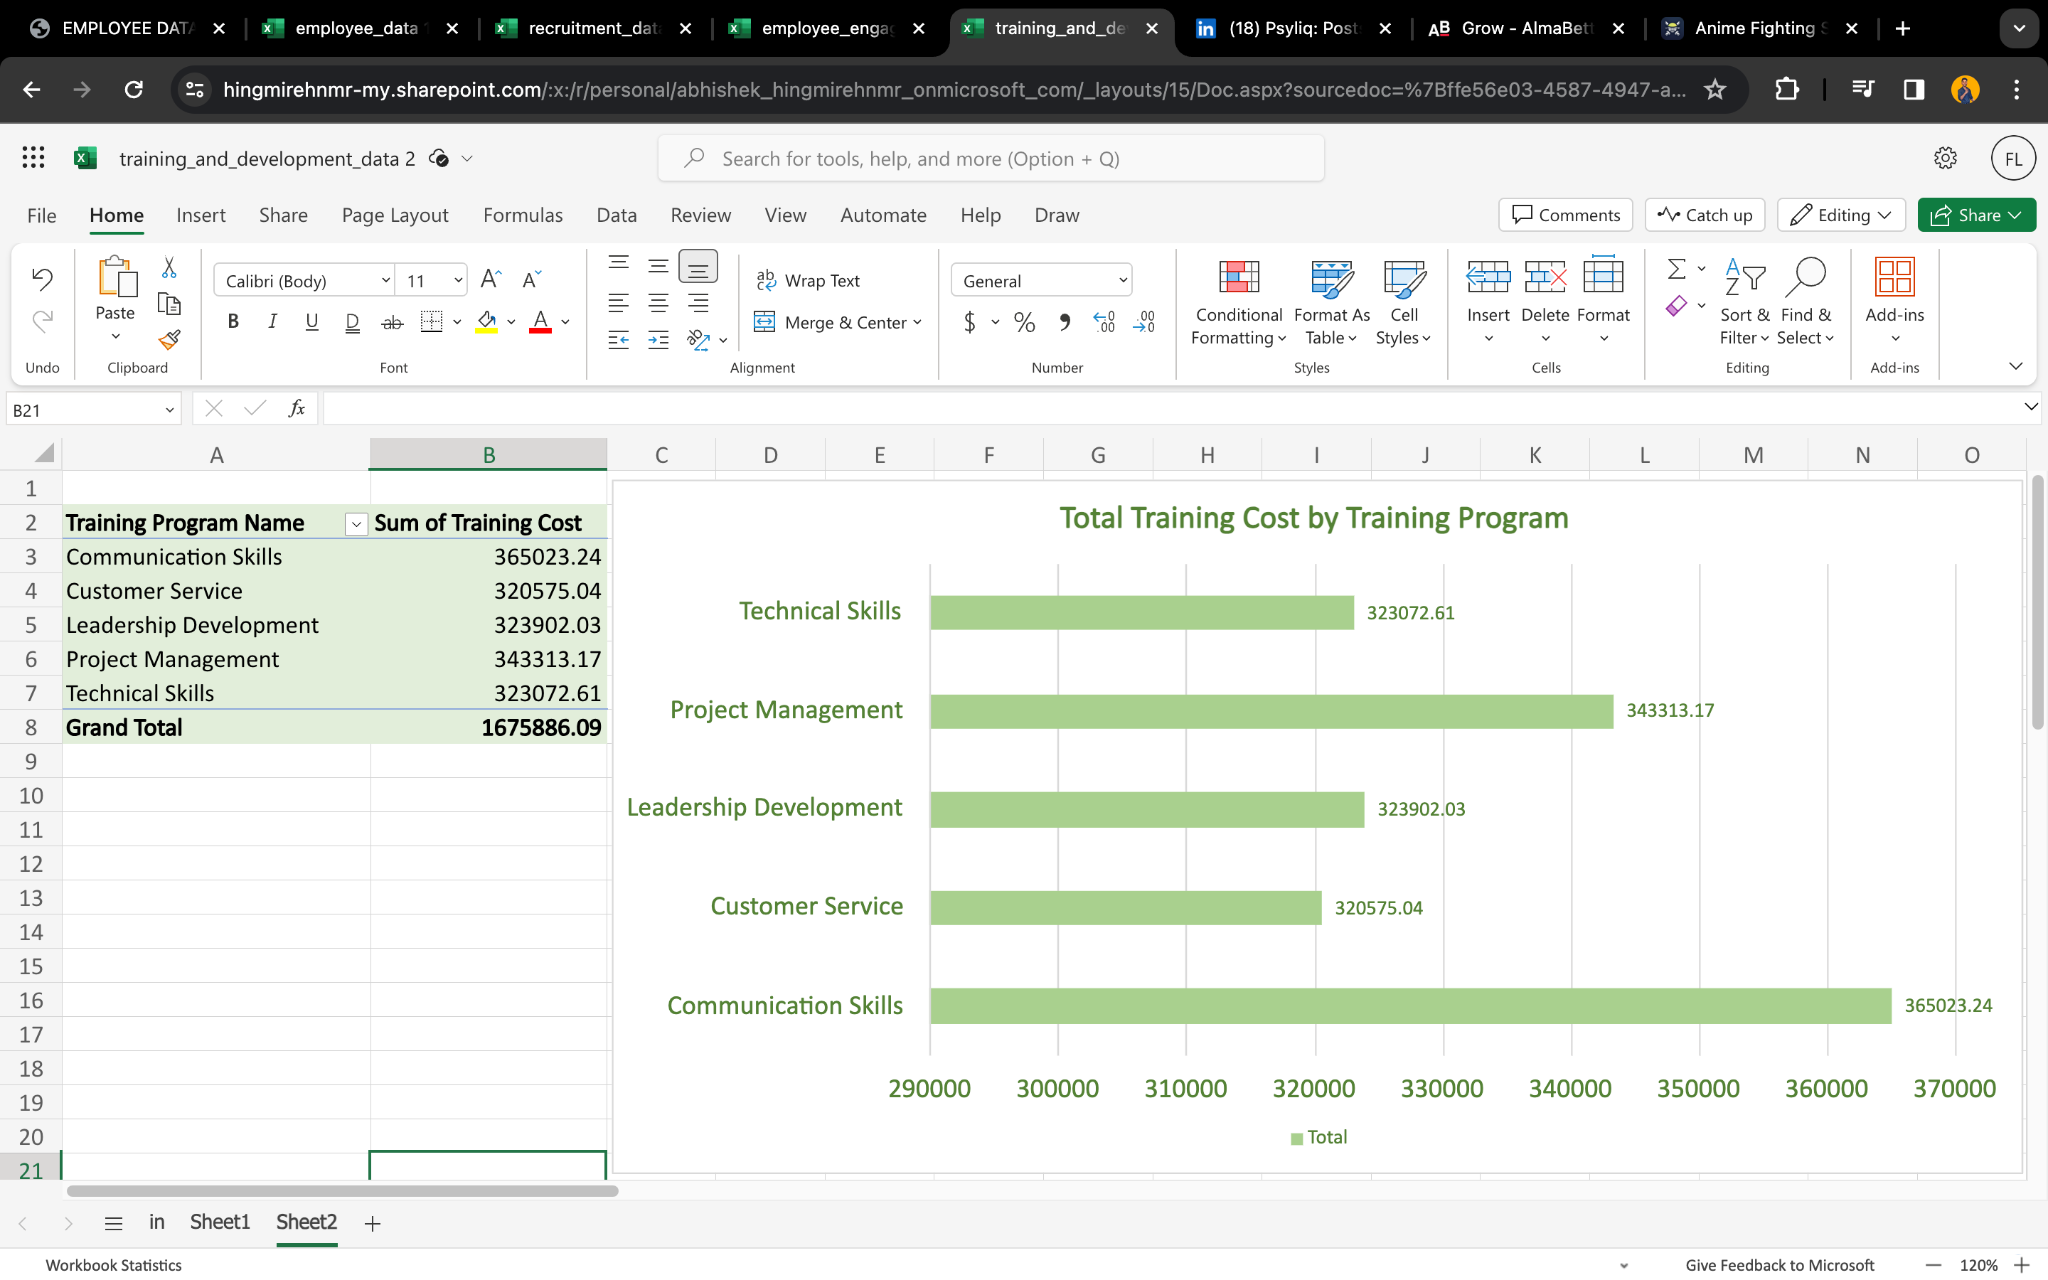 EMPLOYEE DATA
employee_data
recruitment_data
employee_engag
training_and_de
(18) Psyliq: Post
Grow - AlmaBett
Anime Fighting S
hingmirehnmr-my.sharepoint.com/:x:/r/personal/abhishek_hingmirehnmr_onmicrosoft_com/_layouts/15/Doc.aspx?sourcedoc=%7Bffe56e03-4587-4947-a...
training_and_development_data 2
Search for tools, help, and more (Option + Q)
FL
File Home Insert Share Page Layout Formulas Data Review View Automate Help Draw
Comments Catch up Editing Share
Paste
Calibri (Body) 11
Wrap Text
Merge & Center
General
Conditional Formatting
Format As Table
Cell Styles
Insert Delete Format
Sort & Filter
Find & Select
Add-ins
Undo Clipboard Font Alignment Number Styles Cells Editing Add-ins
B21
fx
A B C D E F G H I J K L M N O
1
2 Training Program Name Sum of Training Cost
3 Communication Skills 365023.24
4 Customer Service 320575.04
5 Leadership Development 323902.03
6 Project Management 343313.17
7 Technical Skills 323072.61
8 Grand Total 1675886.09
9
10
11
12
13
14
15
16
17
18
19
20
21
Total Training Cost by Training Program
Technical Skills 323072.61
Project Management 343313.17
Leadership Development 323902.03
Customer Service 320575.04
Communication Skills 365023.24
290000 300000 310000 320000 330000 340000 350000 360000 370000
Total
in Sheet1 Sheet2
Workbook Statistics
Give Feedback to Microsoft
120%